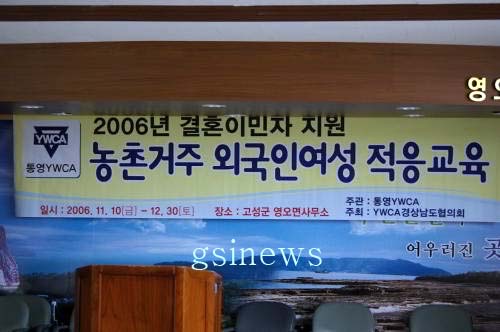 영오
YWCA
통영YWCA
2006년 결혼이민자 지원
농촌거주 외국인여성 적응교육
일시 : 2006. 11. 10(금) – 12. 30(토)
장소 : 고성군 영오면사무소
주관 : 통영YWCA
주최 : YWCA경상남도협의회
어우러진
gsinews